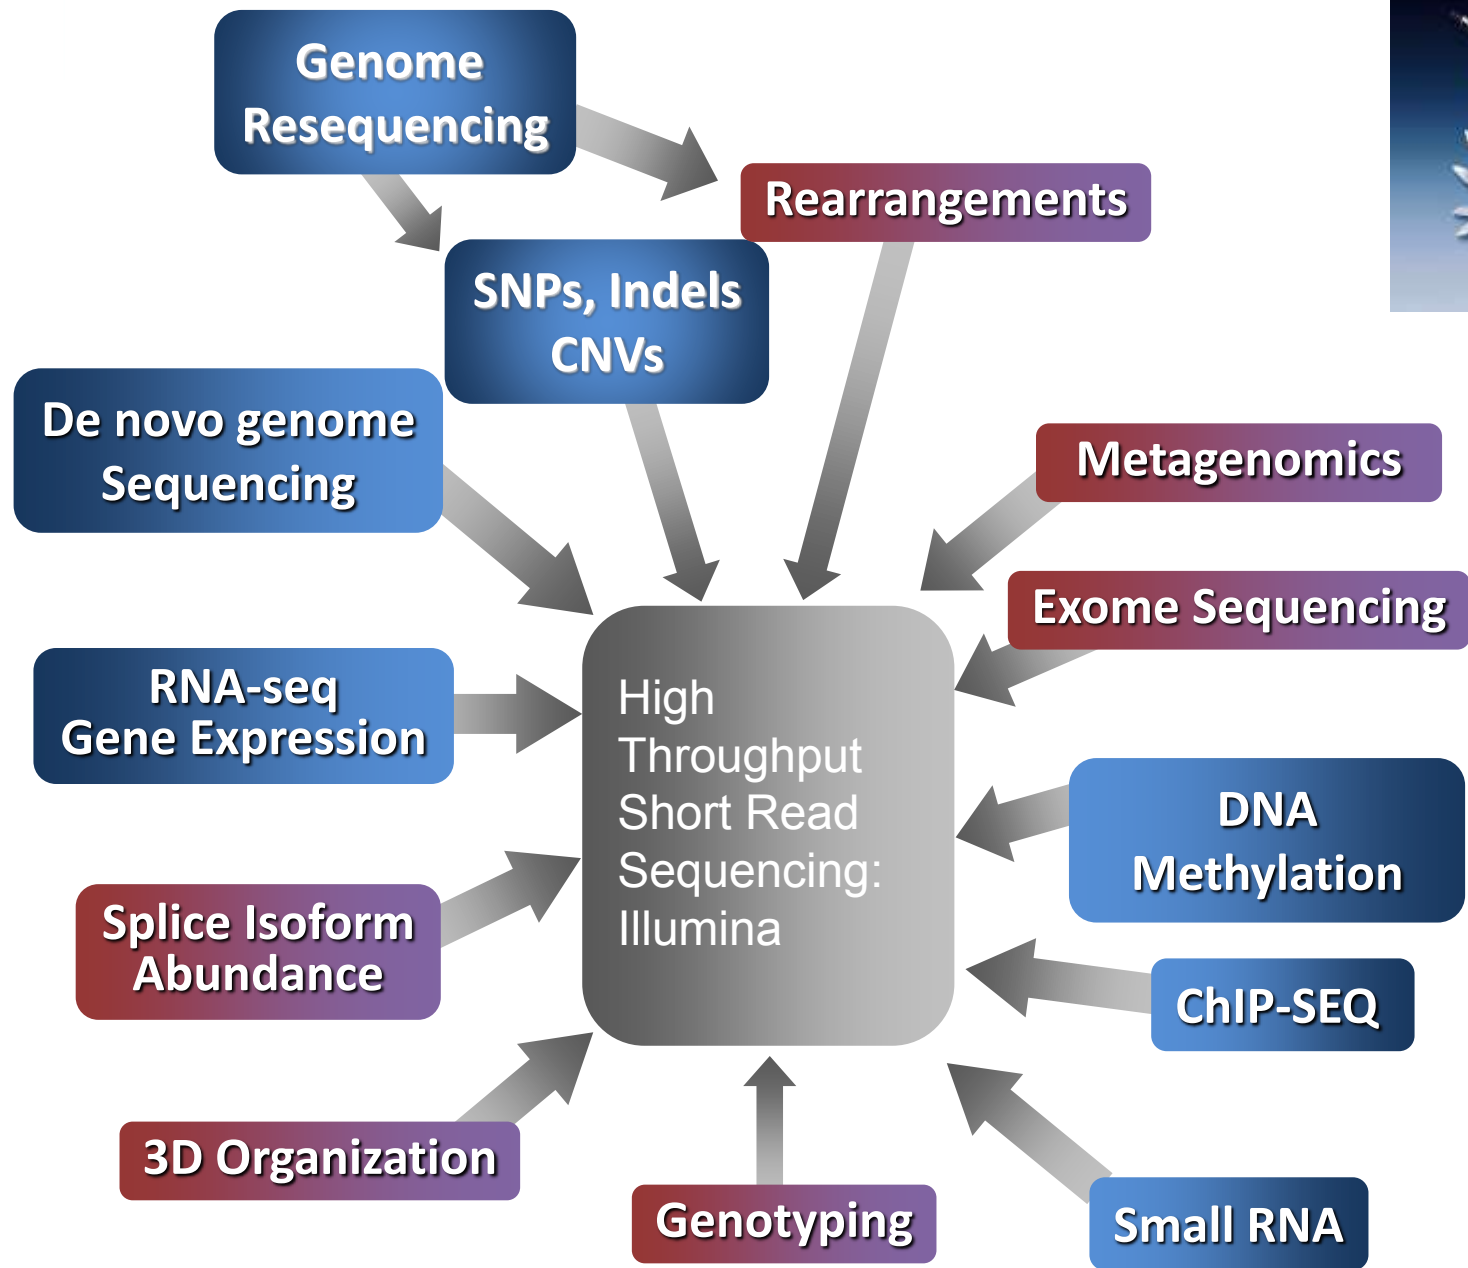 Genome
Resequencing
Rearrangements
SNPs, Indels
CNVs
De novo genome
Sequencing
Metagenomics
Exome Sequencing
RNA-seq
Gene Expression
High
Throughput
Short Read
Sequencing:
Illumina
DNA
Methylation
Splice Isoform
Abundance
ChIP-SEQ
3D Organization
Genotyping
Small RNA